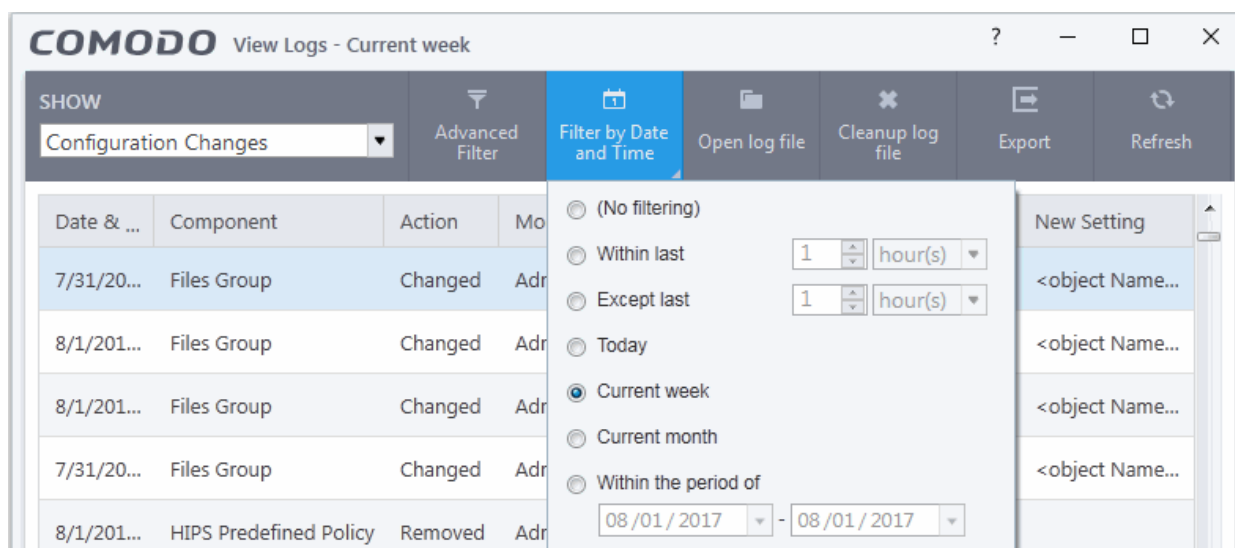 COMODO View Logs - Current week ?
SHOW
Configuration Changes
Advanced Filter
Filter by Date and Time
Open log file
Cleanup log file
Export
Refresh
Date & ... Component Action Mo New Setting
7/31/20... Files Group Changed Adr <object Name...
8/1/201... Files Group Changed Adr <object Name...
8/1/201... Files Group Changed Adr <object Name...
7/31/20... Files Group Changed Adr <object Name...
8/1/201... HIPS Predefined Policy Removed Adr
(No filtering)
Within last 1 hour(s)
Except last 1 hour(s)
Today
Current week
Current month
Within the period of
08/01/2017 - 08/01/2017